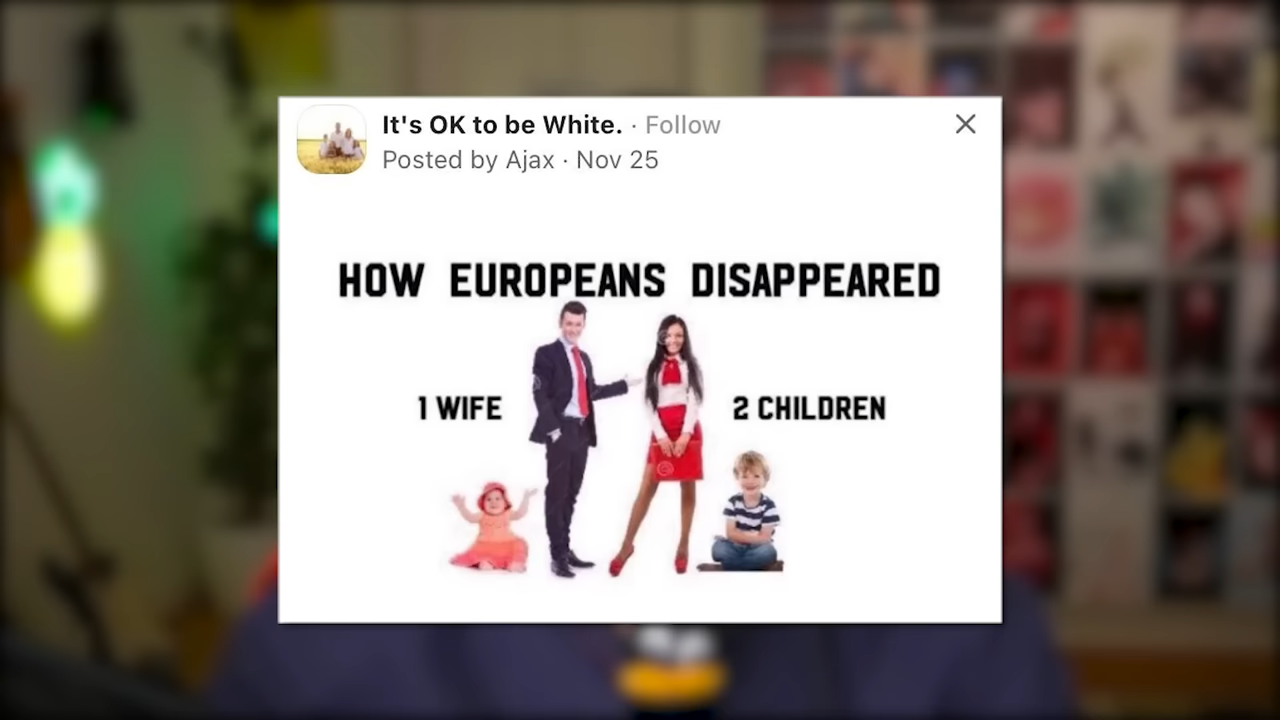 It's OK to be White. · Follow
Posted by Ajax · Nov 25
HOW EUROPEANS DISAPPEARED
1 WIFE
2 CHILDREN